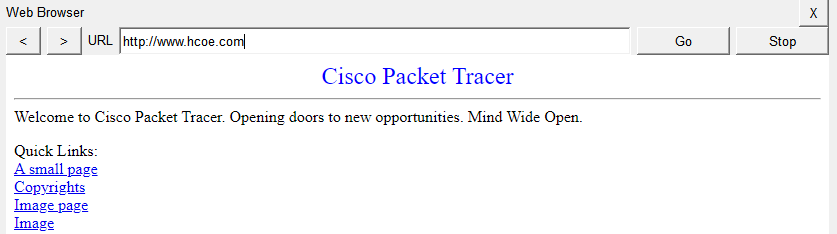 Web Browser X
< > URL http://www.hcoe.com Go Stop
Cisco Packet Tracer
Welcome to Cisco Packet Tracer. Opening doors to new opportunities. Mind Wide Open.
Quick Links:
A small page
Copyrights
Image page
Image